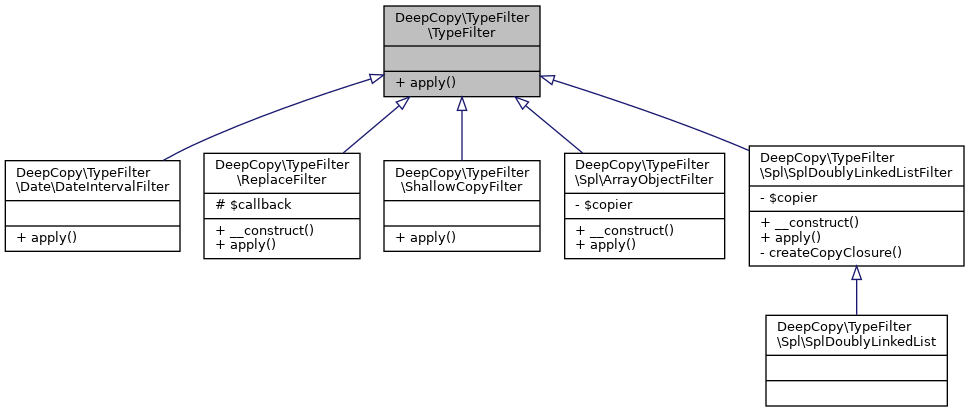 DeepCopy\TypeFilter
\TypeFilter
+ apply()
DeepCopy\TypeFilter
\Date\DateIntervalFilter
+ apply()
DeepCopy\TypeFilter
\ReplaceFilter
# $callback
+ __construct()
+ apply()
DeepCopy\TypeFilter
\ShallowCopyFilter
+ apply()
DeepCopy\TypeFilter
\Spl\ArrayObjectFilter
- $copier
+ __construct()
+ apply()
DeepCopy\TypeFilter
\Spl\SplDoublyLinkedListFilter
- $copier
+ __construct()
+ apply()
- createCopyClosure()
DeepCopy\TypeFilter
\Spl\SplDoublyLinkedList